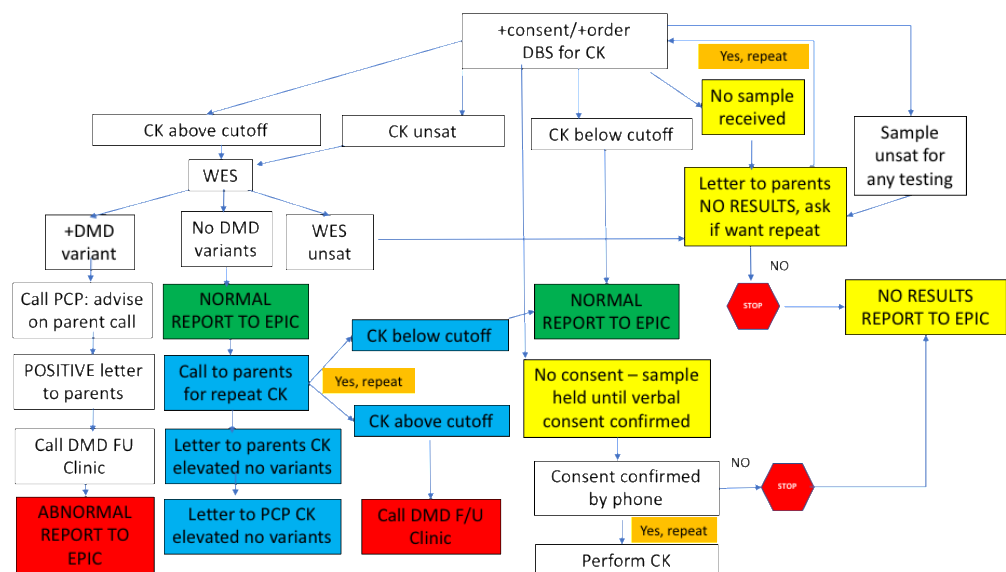 +consent/+order
DBS for CK
Yes, repeat
No sample
received
CK above cutoff
CK unsat
CK below cutoff
Sample
unsat for
any testing
WES
Letter to parents
NO RESULTS, ask
if want repeat
+DMD
variant
No DMD
variants
WES
unsat
NO
Call PCP: advise
on parent call
NORMAL
REPORT TO EPIC
NORMAL
REPORT TO EPIC
STOP
NO RESULTS
REPORT TO EPIC
CK below cutoff
POSITIVE letter
to parents
Call to parents
for repeat CK
Yes, repeat
No consent – sample
held until verbal
consent confirmed
CK above cutoff
Call DMD FU
Clinic
Letter to parents CK
elevated no variants
Consent confirmed
by phone
NO
STOP
ABNORMAL
REPORT TO
EPIC
Letter to PCP CK
elevated no variants
Call DMD F/U
Clinic
Yes, repeat
Perform CK